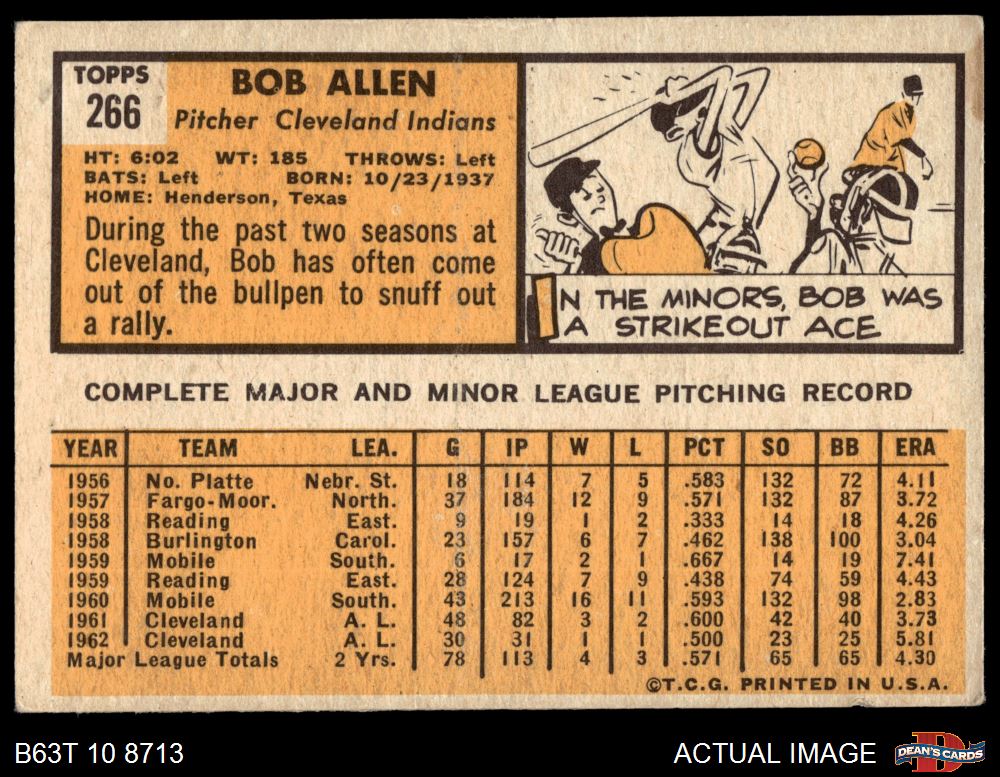 TOPPS
266
BOB ALLEN
Pitcher Cleveland Indians
HT: 6:02 WT: 185 THROWS: Left
BATS: Left BORN: 10/23/1937
HOME: Henderson, Texas
During the past two seasons at
Cleveland, Bob has often come
out of the bullpen to snuff out
a rally.
IN THE MINORS, BOB WAS
A STRIKEOUT ACE
COMPLETE MAJOR AND MINOR LEAGUE PITCHING RECORD
YEAR TEAM LEA. G IP W L PCT SO BB ERA
1956 No. Platte Nebr. St. 18 114 7 5 .583 132 72 4.11
1957 Fargo-Moor. North. 37 184 12 9 .571 132 87 3.72
1958 Reading East. 9 19 1 2 .333 14 18 4.26
1958 Burlington Carol. 23 157 6 7 .462 138 100 3.04
1959 Mobile South. 6 17 2 1 .667 14 19 7.41
1959 Reading East. 28 124 7 9 .438 74 59 4.43
1960 Mobile South. 43 213 16 11 .593 132 98 2.83
1961 Cleveland A. L. 48 82 3 2 .600 42 40 3.73
1962 Cleveland A. L. 30 31 1 1 .500 23 25 5.81
Major League Totals 2 Yrs. 78 113 4 3 .571 65 65 4.30
©T.C.G. PRINTED IN U.S.A.
B63T 10 8713
ACTUAL IMAGE
DEAN'S CARDS